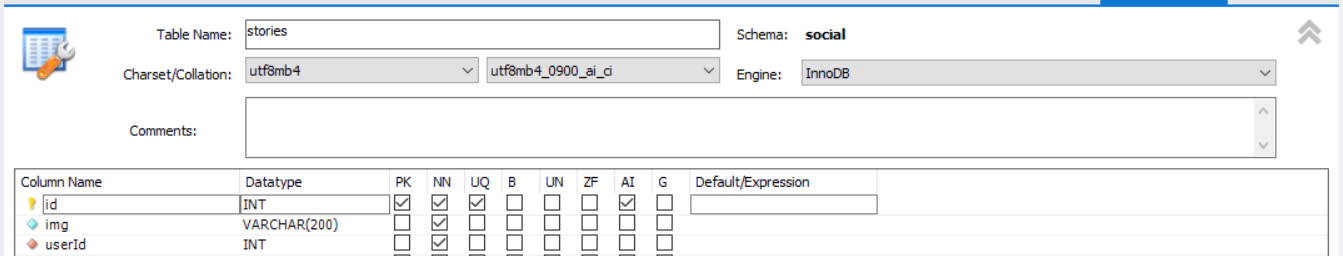 Table Name: stories Schema: social
Charset/Collation: utf8mb4 utf8mb4_0900_ai_ci Engine: InnoDB
Comments:
Column Name Datatype PK NN UQ B UN ZF AI G Default/Expression
id INT
img VARCHAR(200)
userId INT